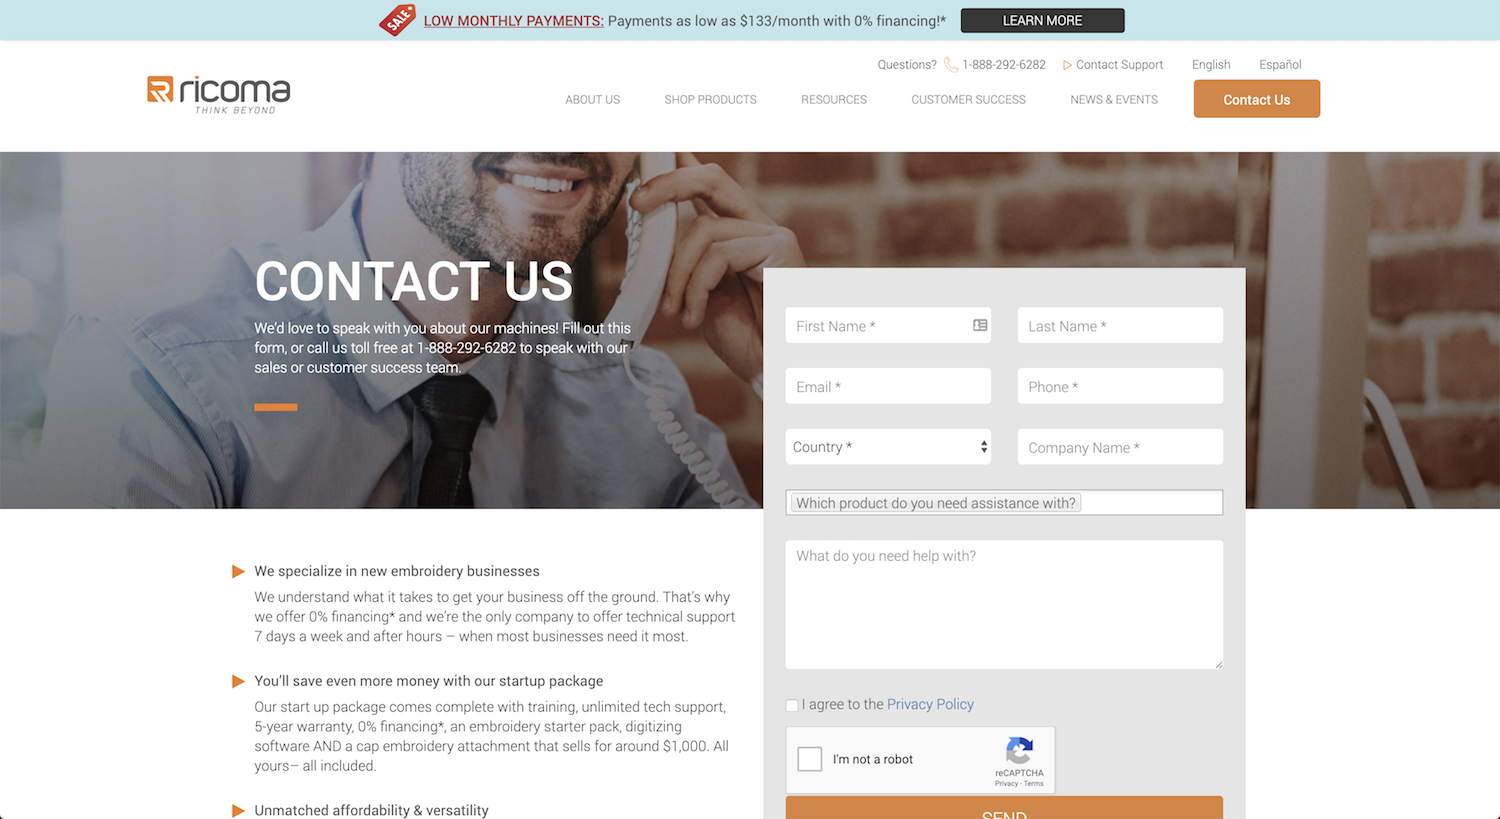 SALE
LOW MONTHLY PAYMENTS: Payments as low as $133/month with 0% financing!*
LEARN MORE
Questions? 1-888-292-6282 Contact Support English Español
ricoma
THINK BEYOND
ABOUT US SHOP PRODUCTS RESOURCES CUSTOMER SUCCESS NEWS & EVENTS Contact Us
CONTACT US
We'd love to speak with you about our machines! Fill out this
form, or call us toll free at 1-888-292-6282 to speak with our
sales or customer success team.
First Name * Last Name *
Email * Phone *
Country * Company Name *
Which product do you need assistance with?
What do you need help with?
I agree to the Privacy Policy
I'm not a robot
reCAPTCHA
Privacy - Terms
SEND
We specialize in new embroidery businesses
We understand what it takes to get your business off the ground. That's why
we offer 0% financing* and we're the only company to offer technical support
7 days a week and after hours – when most businesses need it most.
You'll save even more money with our startup package
Our start up package comes complete with training, unlimited tech support,
5-year warranty, 0% financing*, an embroidery starter pack, digitizing
software AND a cap embroidery attachment that sells for around $1,000. All
yours– all included.
Unmatched affordability & versatility